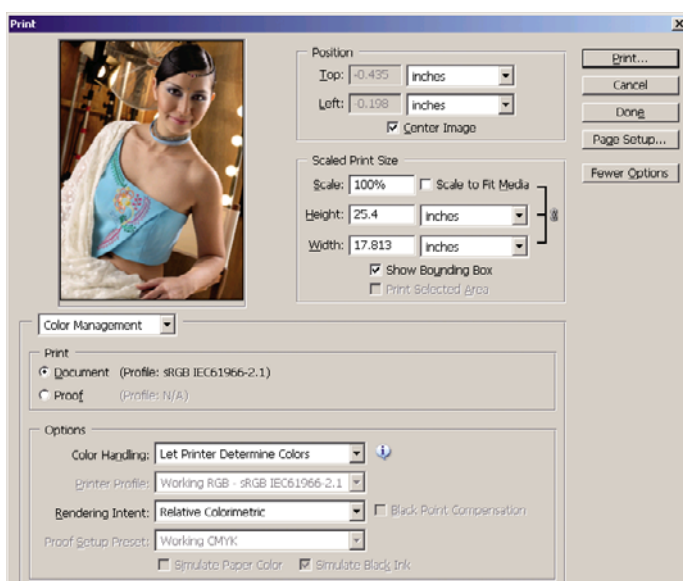 Print
Position
Top: -0.435 inches
Left: -0.198 inches
Center Image
Print...
Cancel
Done
Page Setup...
Fewer Options
Scaled Print Size
Scale: 100% Scale to Fit Media
Height: 25.4 inches
Width: 17.813 inches
Show Bounding Box
Print Selected Area
Color Management
Print
Document (Profile: sRGB IEC61966-2.1)
Proof (Profile: N/A)
Options
Color Handling: Let Printer Determine Colors
Printer Profile: Working RGB - sRGB IEC61966-2.1
Rendering Intent: Relative Colorimetric Black Point Compensation
Proof Setup Preset: Working CMYK
Simulate Paper Color Simulate Black Ink